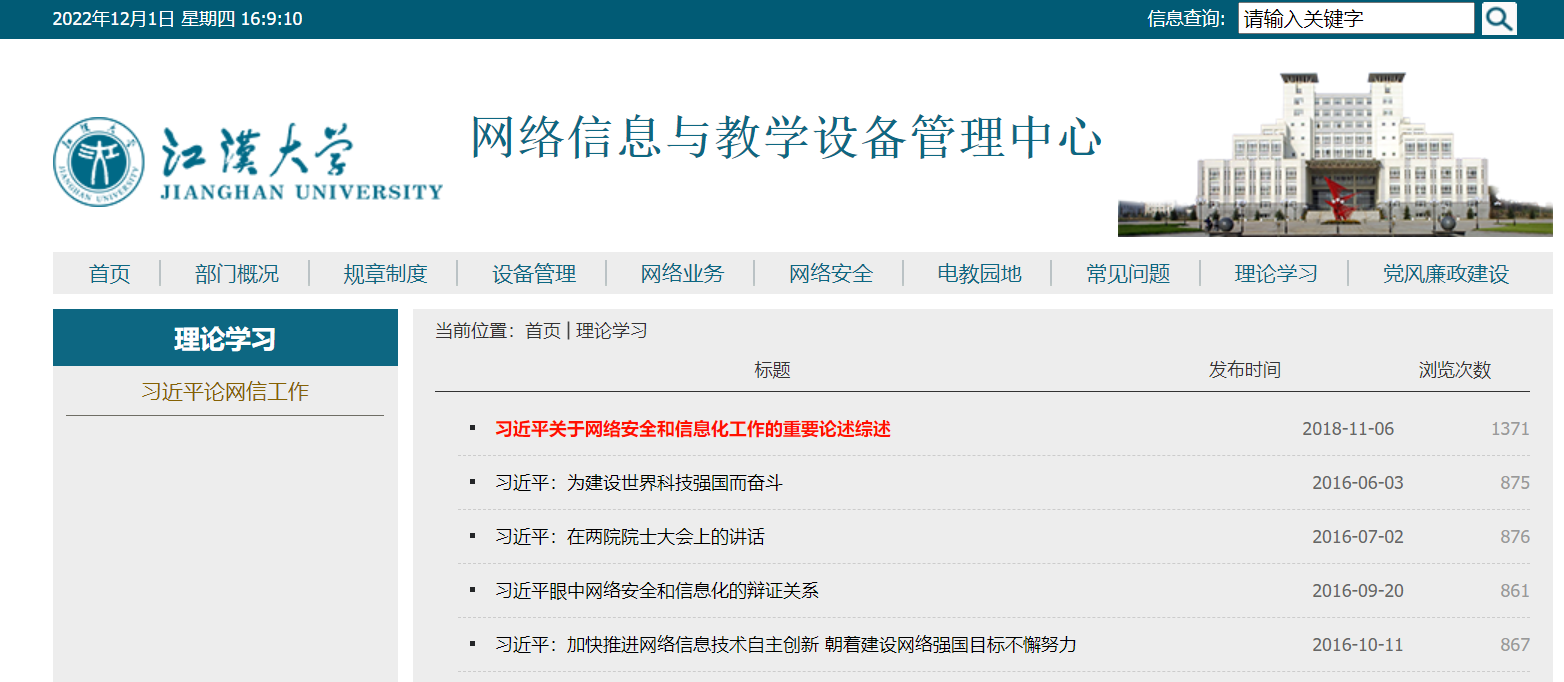 2022年12月1日 星期四 16:9:10 信息查询: 请输入关键字
江漢大学
JIANGHAN UNIVERSITY
网络信息与教学设备管理中心
首页 部门概况 规章制度 设备管理 网络业务 网络安全 电教园地 常见问题 理论学习 党风廉政建设
理论学习
习近平论网信工作
当前位置：首页 | 理论学习
标题 发布时间 浏览次数
习近平关于网络安全和信息化工作的重要论述综述 2018-11-06 1371
习近平：为建设世界科技强国而奋斗 2016-06-03 875
习近平：在两院院士大会上的讲话 2016-07-02 876
习近平眼中网络安全和信息化的辩证关系 2016-09-20 861
习近平：加快推进网络信息技术自主创新 朝着建设网络强国目标不懈努力 2016-10-11 867